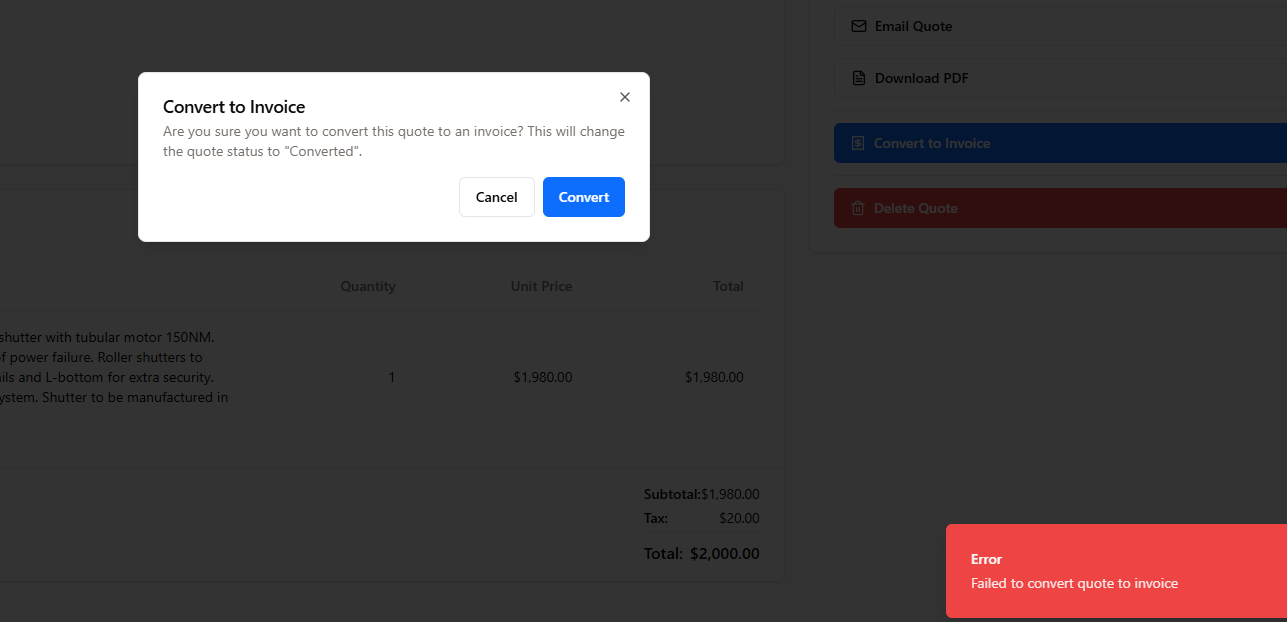 Email Quote
Download PDF
Convert to Invoice
Delete Quote
Convert to Invoice
Are you sure you want to convert this quote to an invoice? This will change
the quote status to "Converted".
Cancel
Convert
Quantity
Unit Price
Total
shutter with tubular motor 150NM.
f power failure. Roller shutters to
ils and L-bottom for extra security.
ystem. Shutter to be manufactured in
1
$1,980.00
$1,980.00
Subtotal:$1,980.00
Tax: $20.00
Total: $2,000.00
Error
Failed to convert quote to invoice